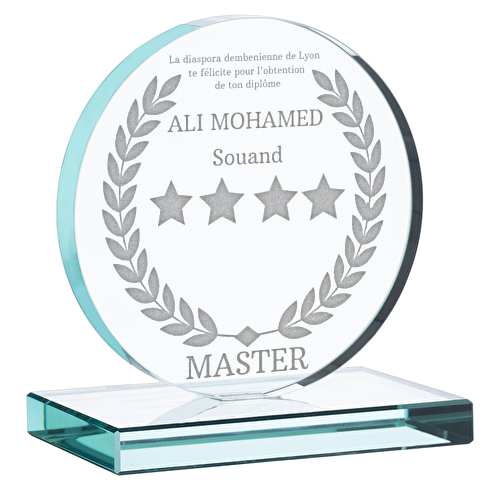 La diaspora dembenienne de Lyon
te félicite pour l'obtention
de ton diplôme
ALI MOHAMED
Souand
MASTER